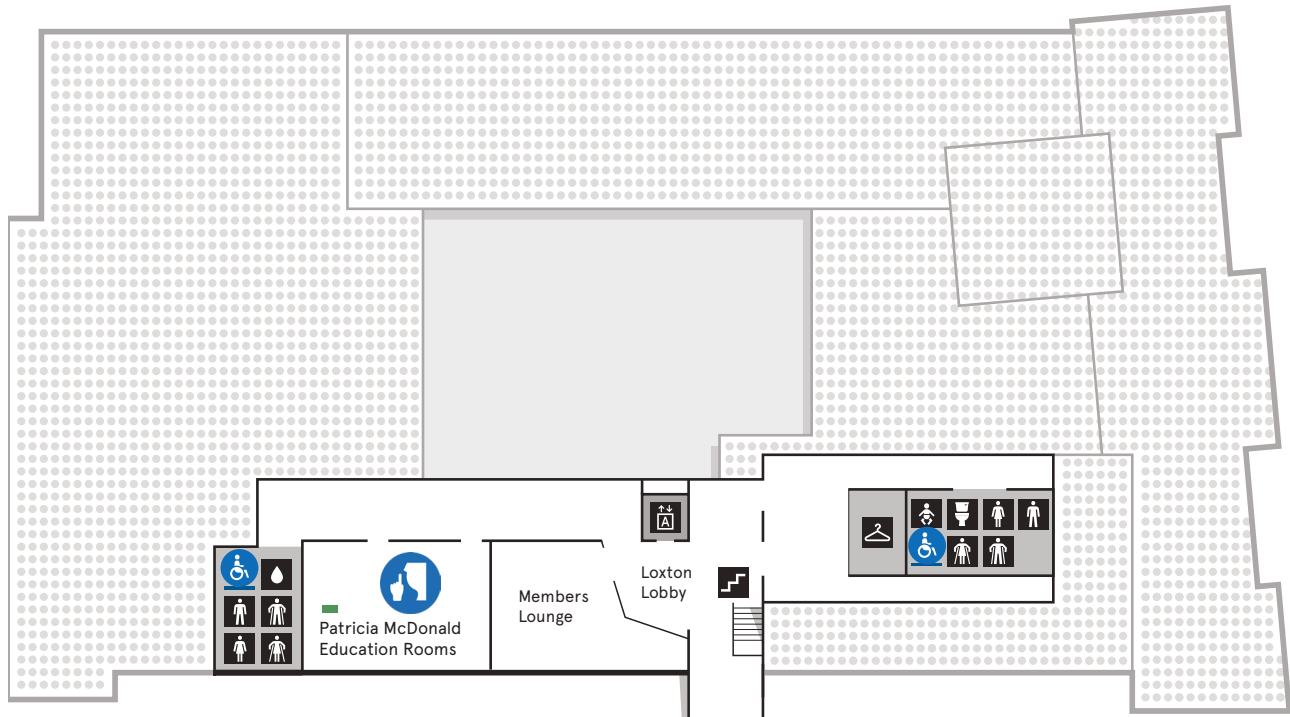 A
Loxton
Lobby
Members
Lounge
Patricia McDonald
Education Rooms